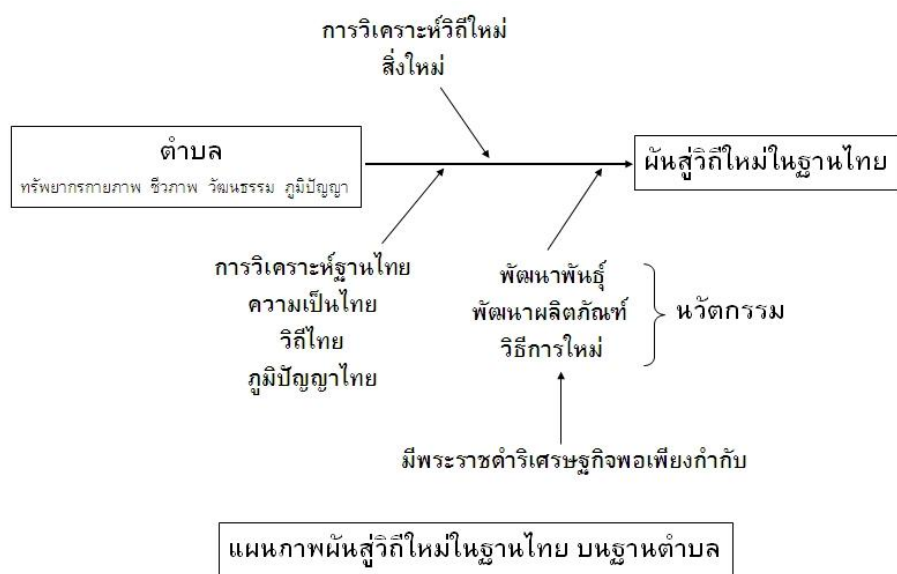 การวิเคราะห์วิถีใหม่
สิ่งใหม่
ตำบล
ทรัพยากรกายภาพ ชีวภาพ วัฒนธรรม ภูมิปัญญา
ผันสู่วิถีใหม่ในฐานไทย
การวิเคราะห์ฐานไทย
ความเป็นไทย
วิถีไทย
ภูมิปัญญาไทย
พัฒนาพันธุ์
พัฒนาผลิตภัณฑ์
วิธีการใหม่
นวัตกรรม
มีพระราชดำริเศรษฐกิจพอเพียงกำกับ
แผนภาพผันสู่วิถีใหม่ในฐานไทย บนฐานตำบล